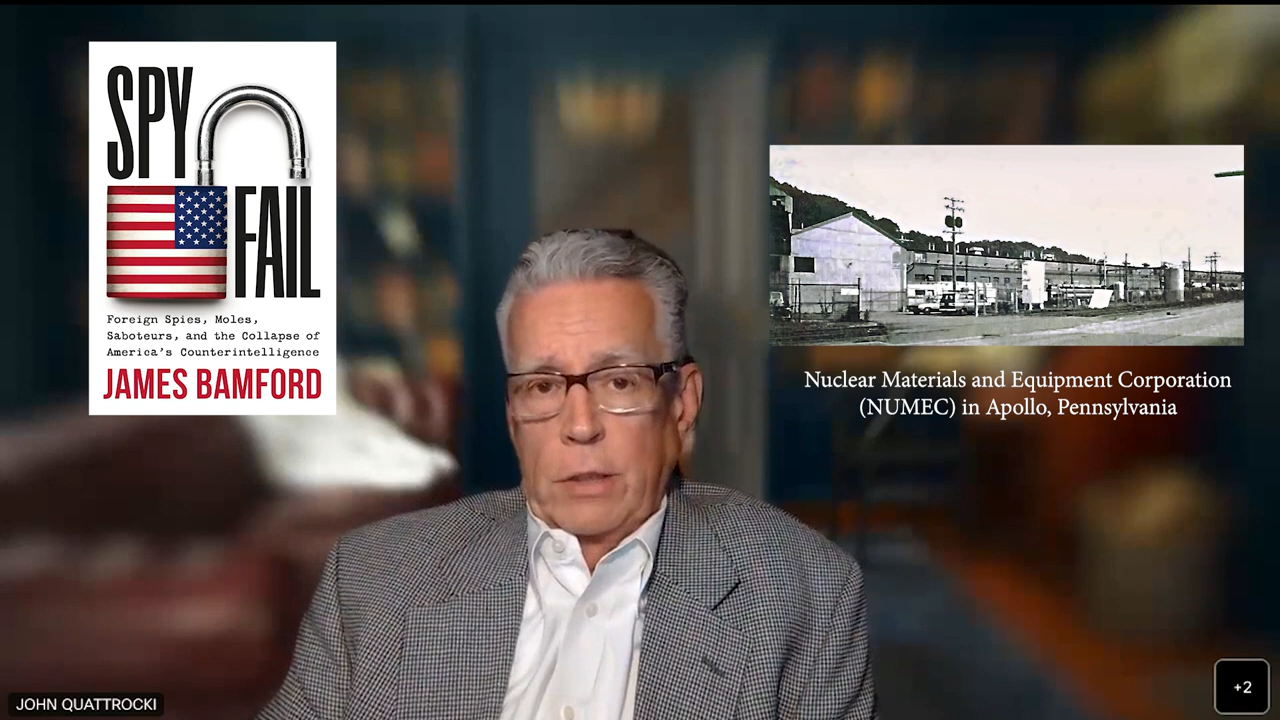 SPY
FAIL
Foreign Spies, Moles,
Saboteurs, and the Collapse of
America's Counterintelligence
JAMES BAMFORD
Nuclear Materials and Equipment Corporation
(NUMEC) in Apollo, Pennsylvania
JOHN QUATTROCKI
+2